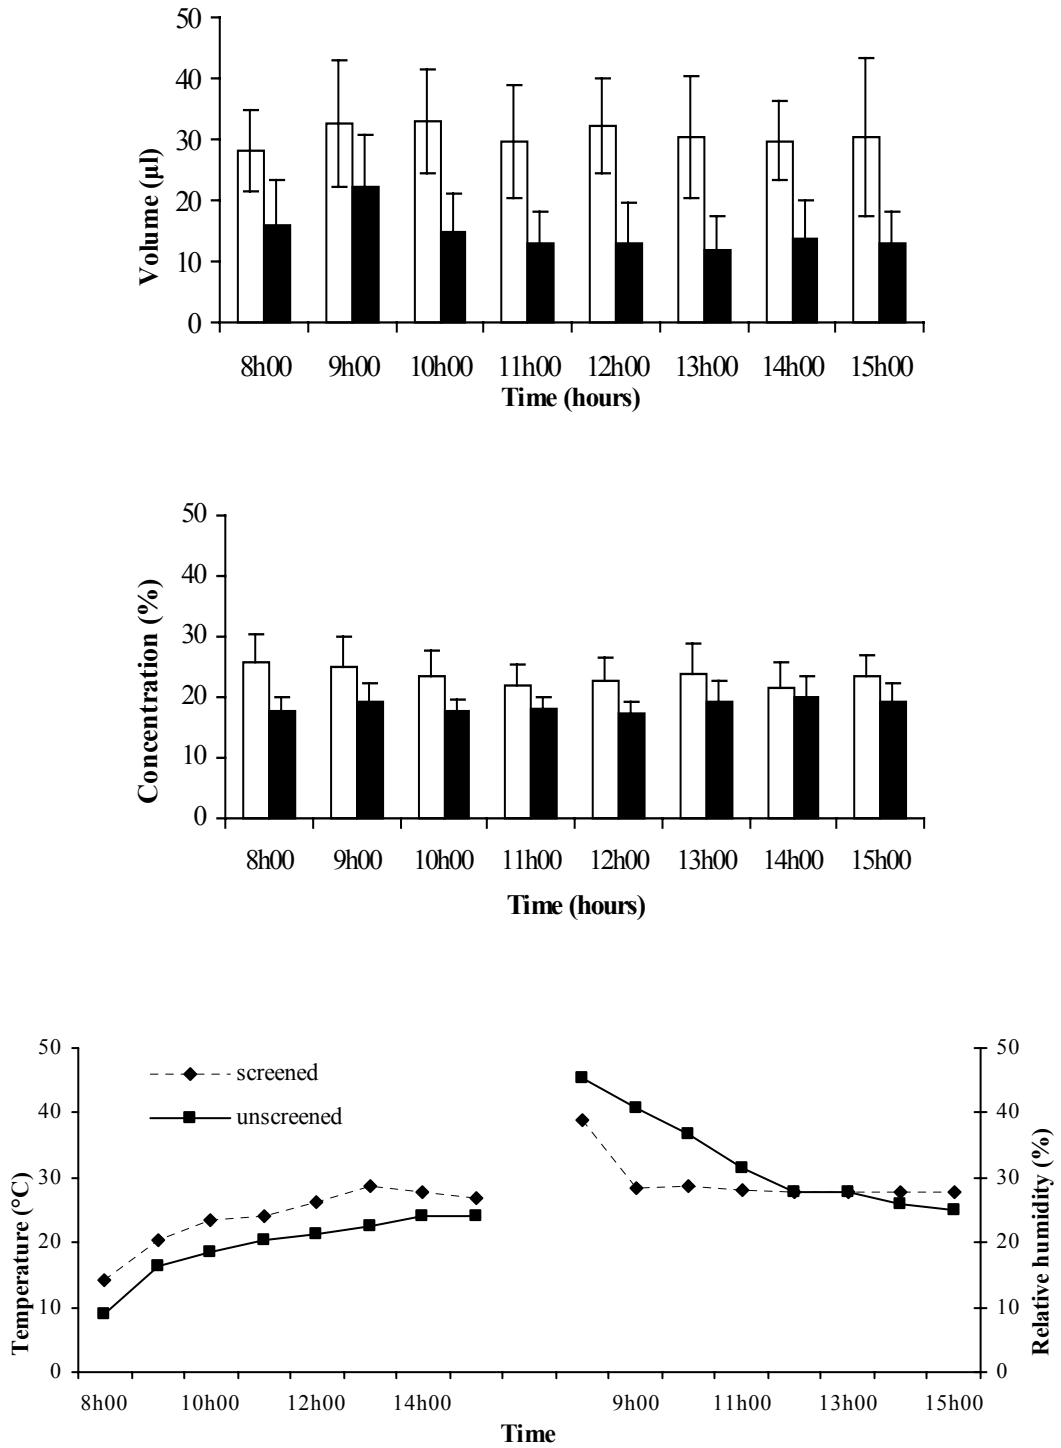 50
40
30
20
10
0
Volume (µl)
8h00 9h00 10h00 11h00 12h00 13h00 14h00 15h00
Time (hours)
50
40
30
20
10
0
Concentration (%)
8h00 9h00 10h00 11h00 12h00 13h00 14h00 15h00
Time (hours)
50 50
screened
unscreened
40 40
30 30
20 20
10 10
0 0
Temperature (°C)
Relative humidity (%)
8h00 10h00 12h00 14h00 9h00 11h00 13h00 15h00
Time